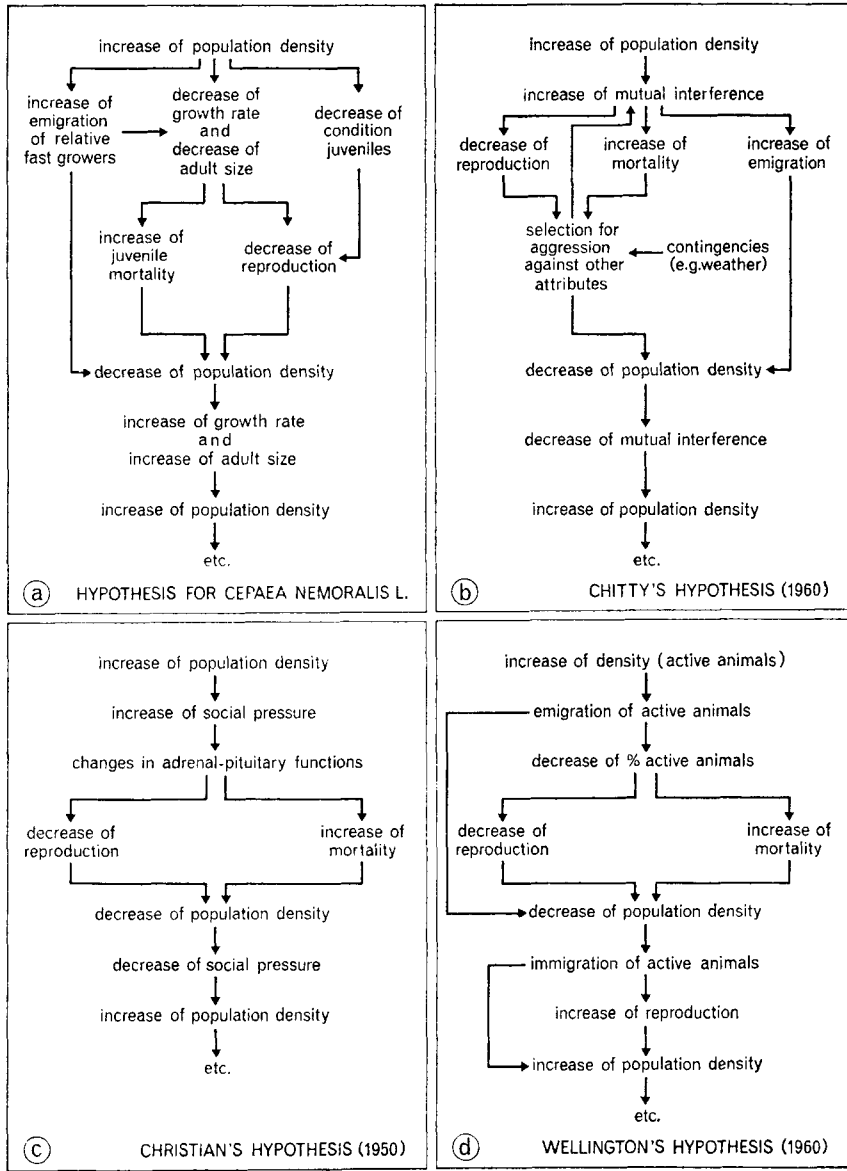 increase of population density
increase of
emigration
of relative
fast growers
decrease of
growth rate
and
decrease of
adult size
decrease of
condition
juveniles
increase of
juvenile
mortality
decrease of
reproduction
decrease of population density
increase of growth rate
and
increase of adult size
increase of population density
etc.
a HYPOTHESIS FOR CEPAEA NEMORALIS L.
increase of population density
increase of mutual interference
decrease of
reproduction
increase of
mortality
increase of
emigration
selection for
aggression
against other
attributes
contingencies
(e.g.weather)
decrease of population density
decrease of mutual interference
increase of population density
etc.
b CHITTY'S HYPOTHESIS (1960)
increase of population density
increase of social pressure
changes in adrenal-pituitary functions
decrease of
reproduction
increase of
mortality
decrease of population density
decrease of social pressure
increase of population density
etc.
c CHRISTIAN'S HYPOTHESIS (1950)
increase of density (active animals)
emigration of active animals
decrease of % active animals
decrease of
reproduction
increase of
mortality
decrease of population density
immigration of active animals
increase of reproduction
increase of population density
etc.
d WELLINGTON'S HYPOTHESIS (1960)